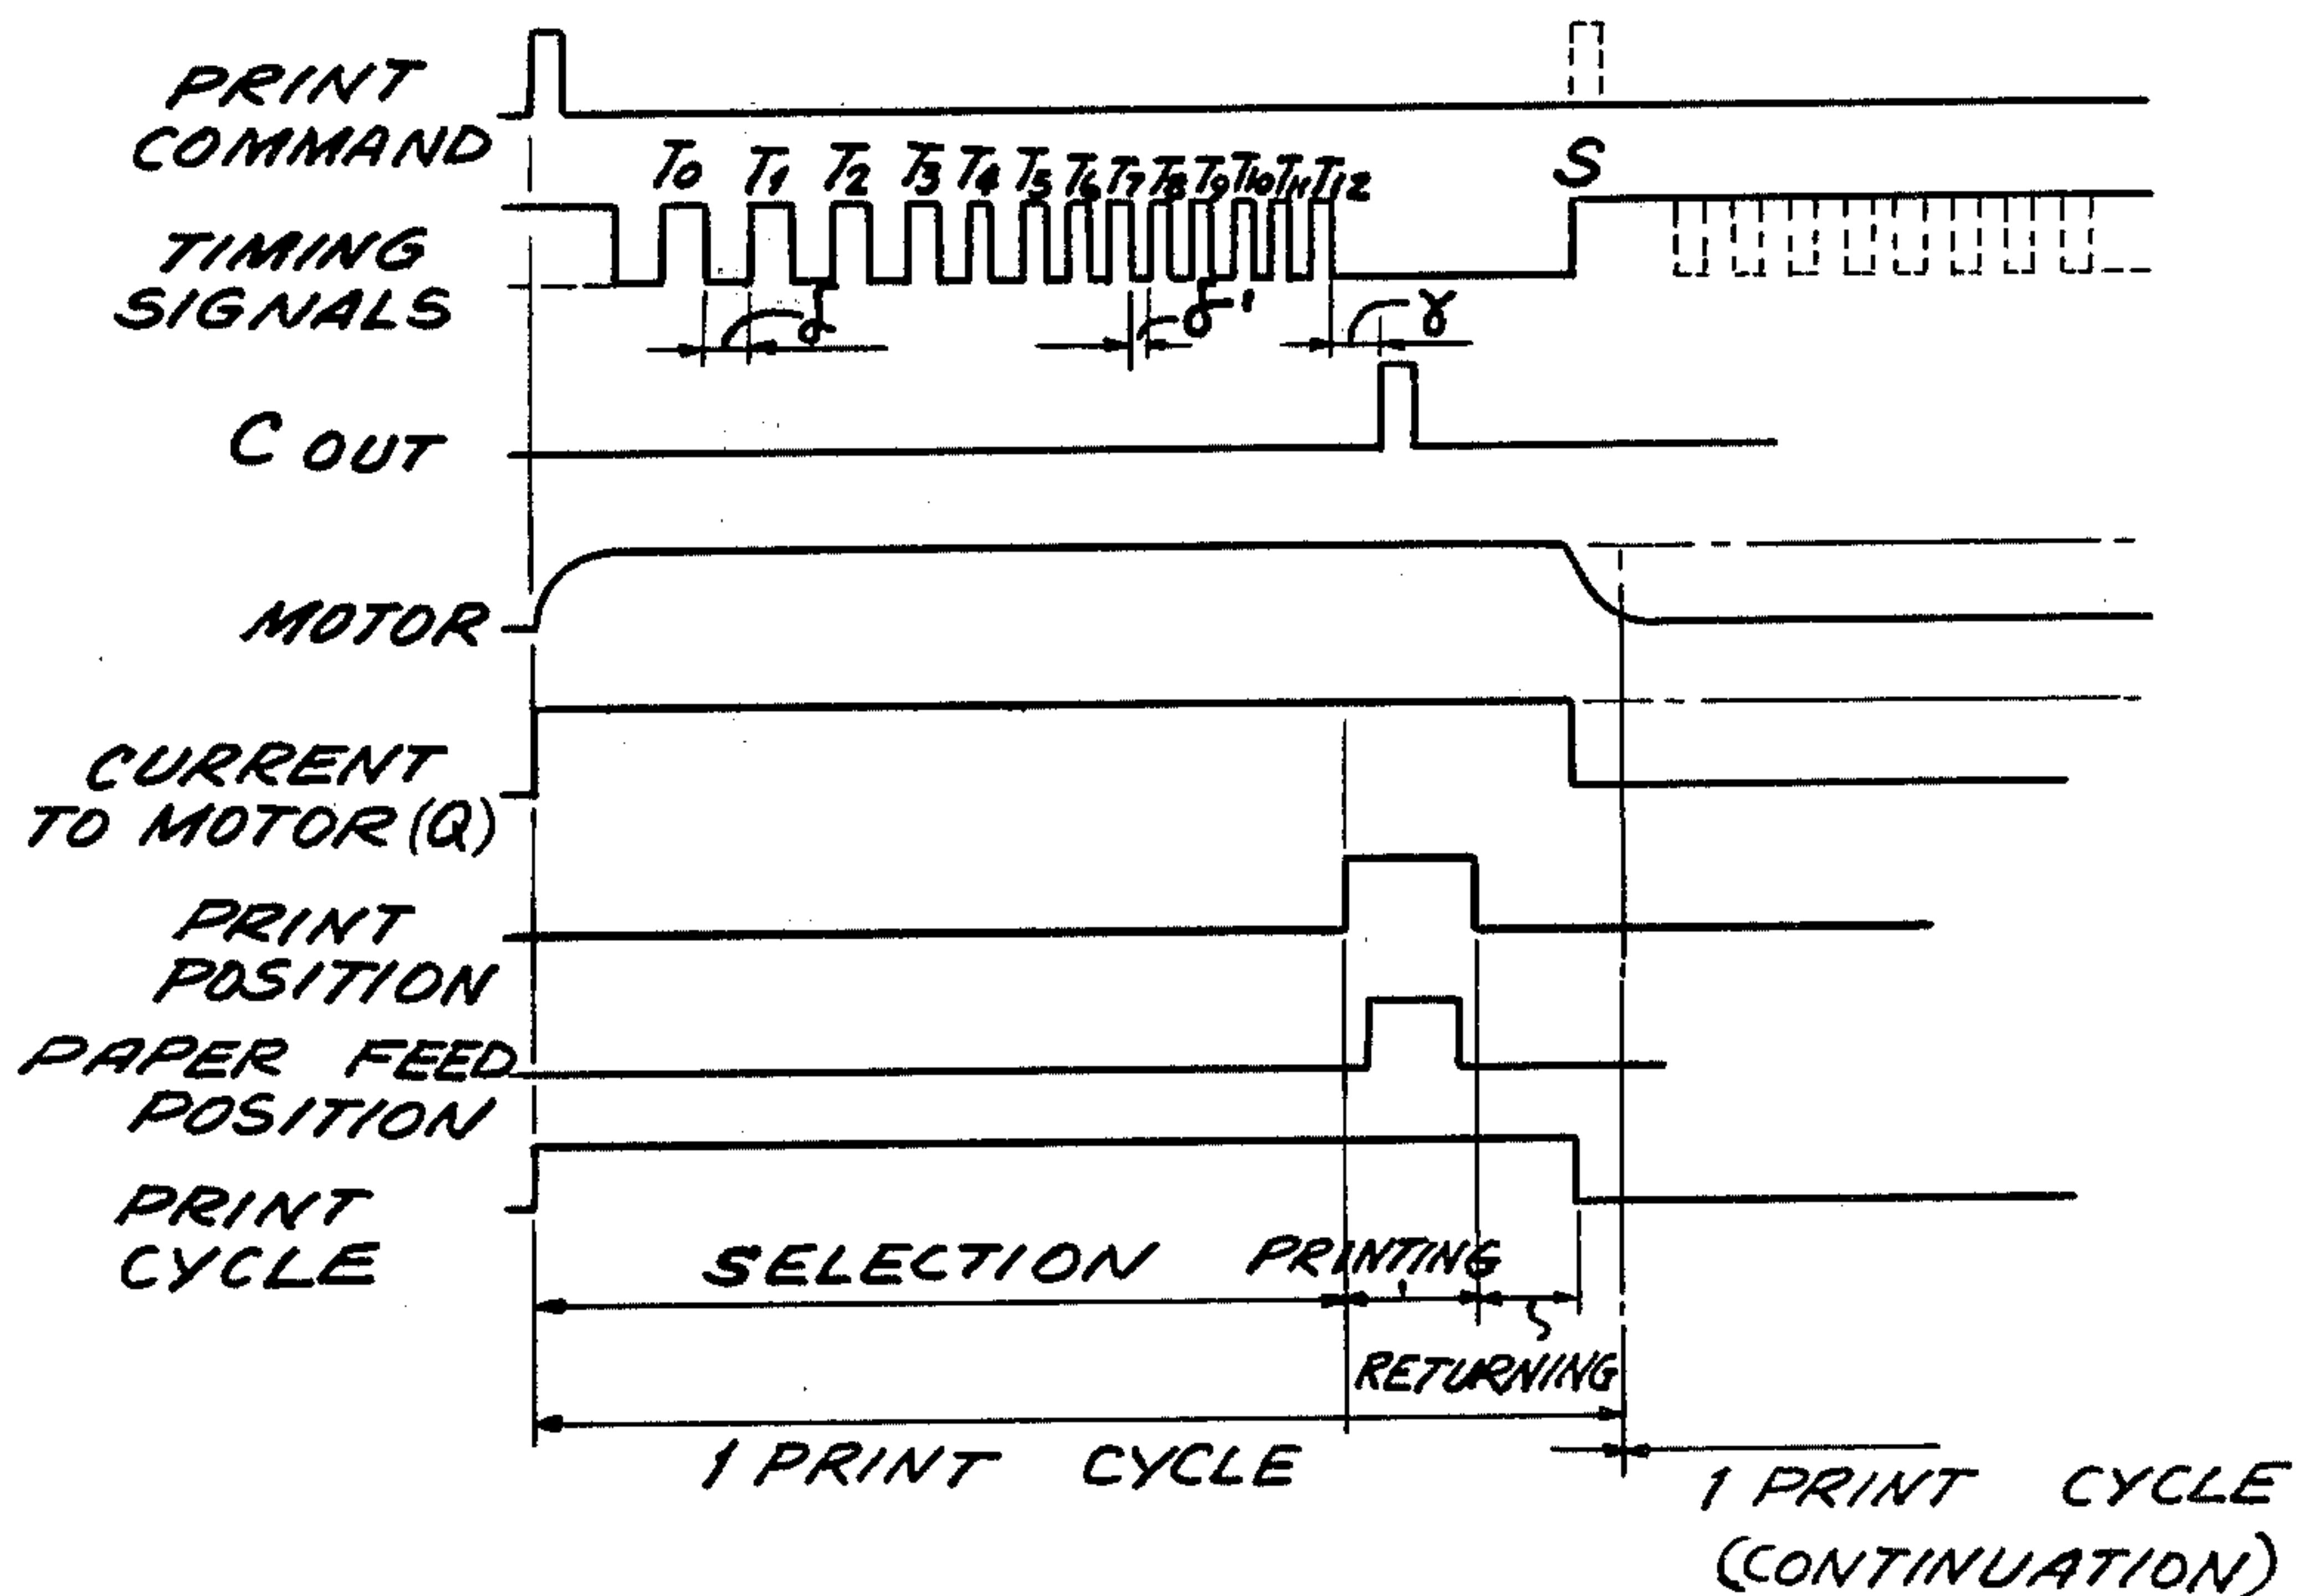 PRINT
COMMAND
T0 T1 T2 T3 T4 T5 T6 T7 T8 T9 T10 T11 T12
S
TIMING
SIGNALS
γ
C OUT
MOTOR
CURRENT
TO MOTOR (Q)
PRINT
POSITION
PAPER FEED
POSITION
PRINT
CYCLE
SELECTION
PRINTING
RETURNING
1 PRINT CYCLE
1 PRINT CYCLE
(CONTINUATION)